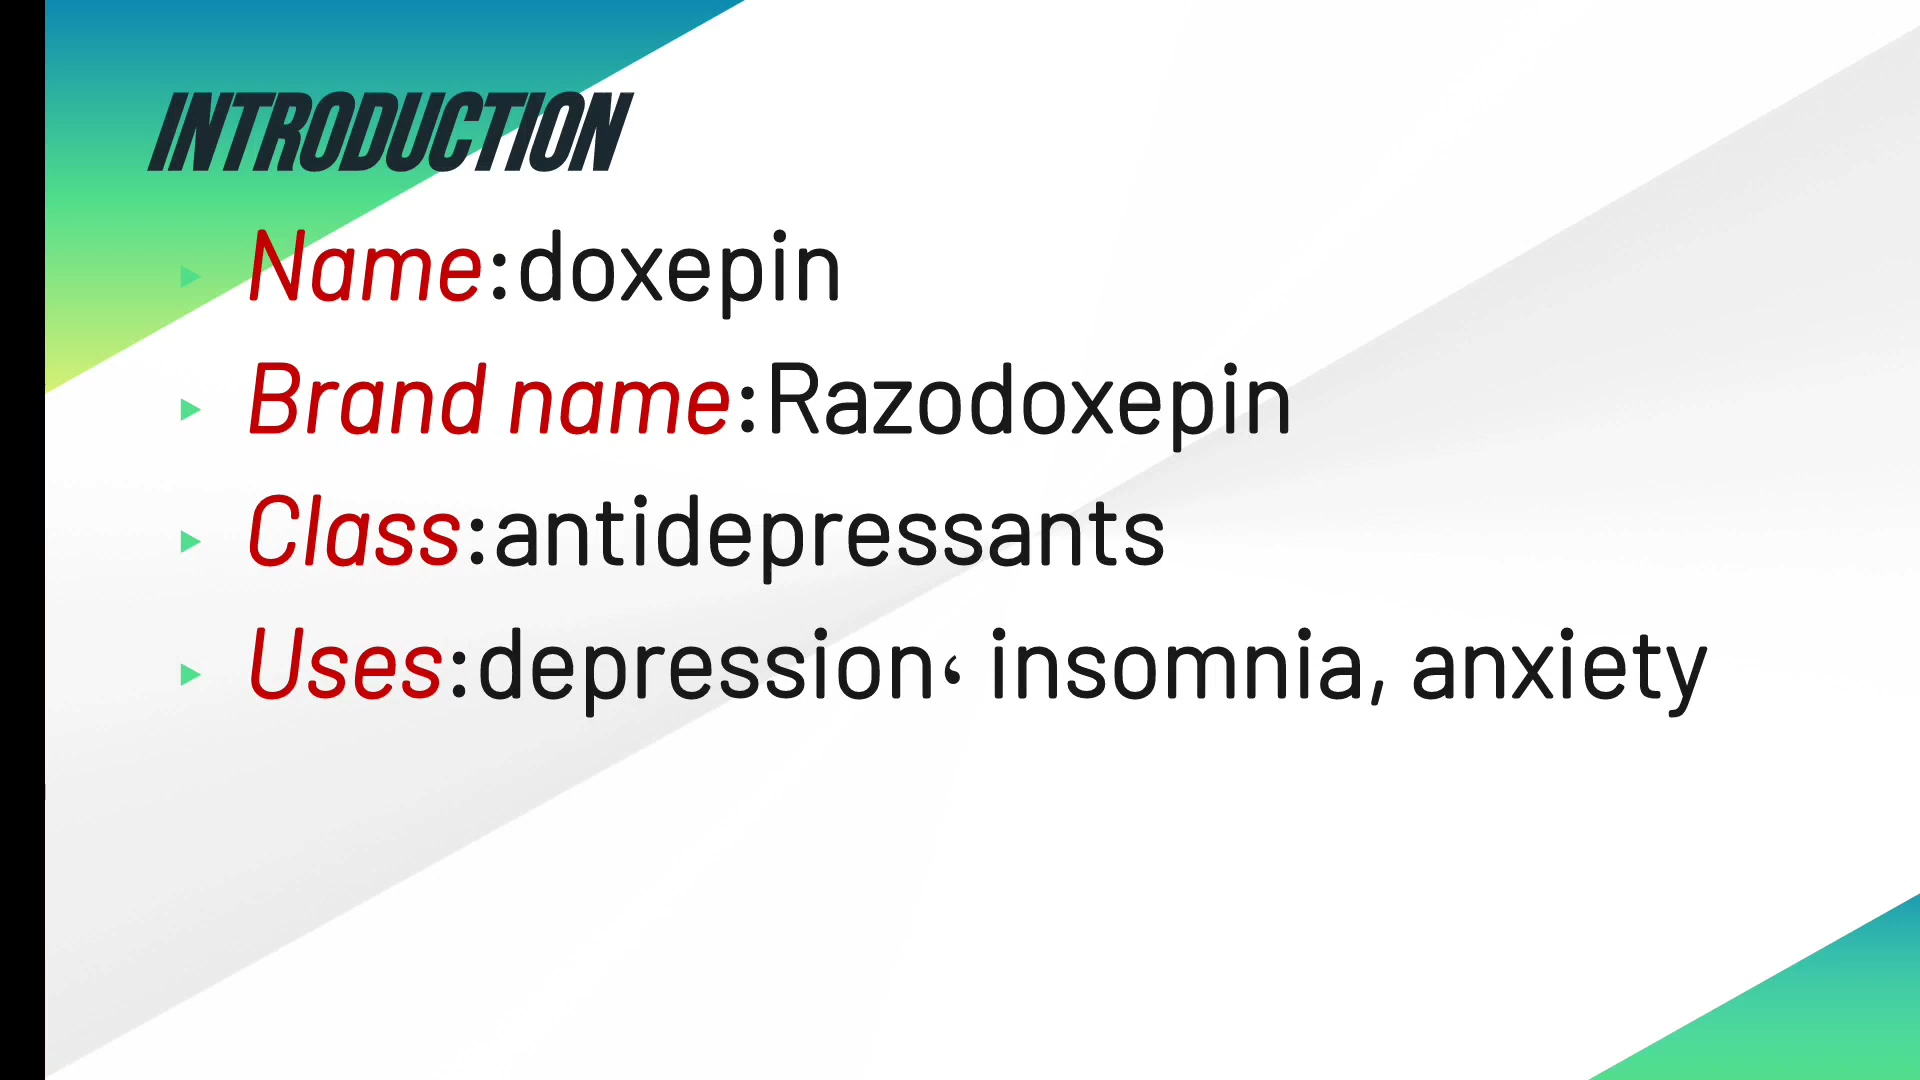 INTRODUCTION
Name:doxepin
Brand name:Razodoxepin
Class:antidepressants
Uses:depression، insomnia, anxiety